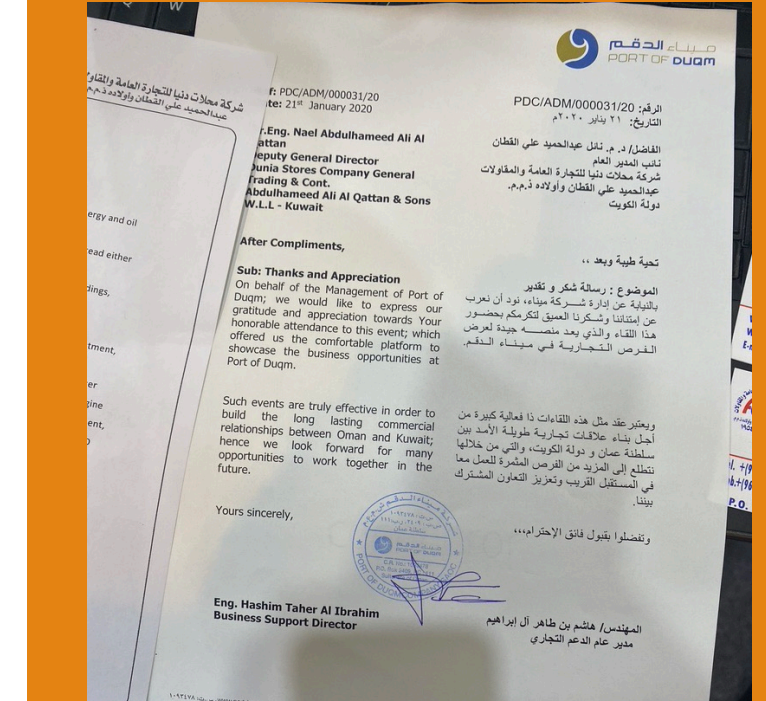 W
شركة محلات دنيا للتجارة العامة والمقاولات
عبدالحميد علي القطان وأولاده ذ.م.م
ergy and oil
ead either
dings,
tment,
er
gine
ent,
ميناء الدقم
PORT OF DUQM
f: PDC/ADM/000031/20
te: 21st January 2020
r.Eng. Nael Abdulhameed Ali Al
attan
eputy General Director
Dunia Stores Company General
Trading & Cont.
Abdulhameed Ali Al Qattan & Sons
W.L.L - Kuwait
After Compliments,
Sub: Thanks and Appreciation
On behalf of the Management of Port of
Duqm; we would like to express our
gratitude and appreciation towards Your
honorable attendance to this event; which
offered us the comfortable platform to
showcase the business opportunities at
Port of Duqm.
Such events are truly effective in order to
build the long lasting commercial
relationships between Oman and Kuwait;
hence we look forward for many
opportunities to work together in the
future.
Yours sincerely,
Eng. Hashim Taher Al Ibrahim
Business Support Director
الرقم: PDC/ADM/000031/20
التاريخ: ٢١ يناير ٢٠٢٠م
الفاضل/ د. م. نائل عبدالحميد علي القطان
نائب المدير العام
شركة محلات دنيا للتجارة العامة والمقاولات
عبدالحميد علي القطان وأولاده ذ.م.م.
دولة الكويت
تحية طيبة وبعد ،،
الموضوع : رسالة شكر و تقدير
بالنيابة عن إدارة شركة ميناء، نود أن نعرب
عن إمتناننا وشكرنا العميق لتكرمكم بحضور
هذا اللقاء والذي يعد منصه جيدة لعرض
الفرص التجارية في ميناء الدقم.
ويعتبر عقد مثل هذه اللقاءات ذا فعالية كبيرة من
أجل بناء علاقات تجارية طويلة الأمد بين
سلطنة عمان و دولة الكويت، والتي من خلالها
نتطلع إلى المزيد من الفرص المثمرة للعمل معا
في المستقبل القريب وتعزيز التعاون المشترك
بيننا.
وتفضلوا بقبول فائق الإحترام،،،
المهندس/ هاشم بن طاهر آل إبراهيم
مدير عام الدعم التجاري
ميناء الدقم
PORT OF DUQM
P.O.